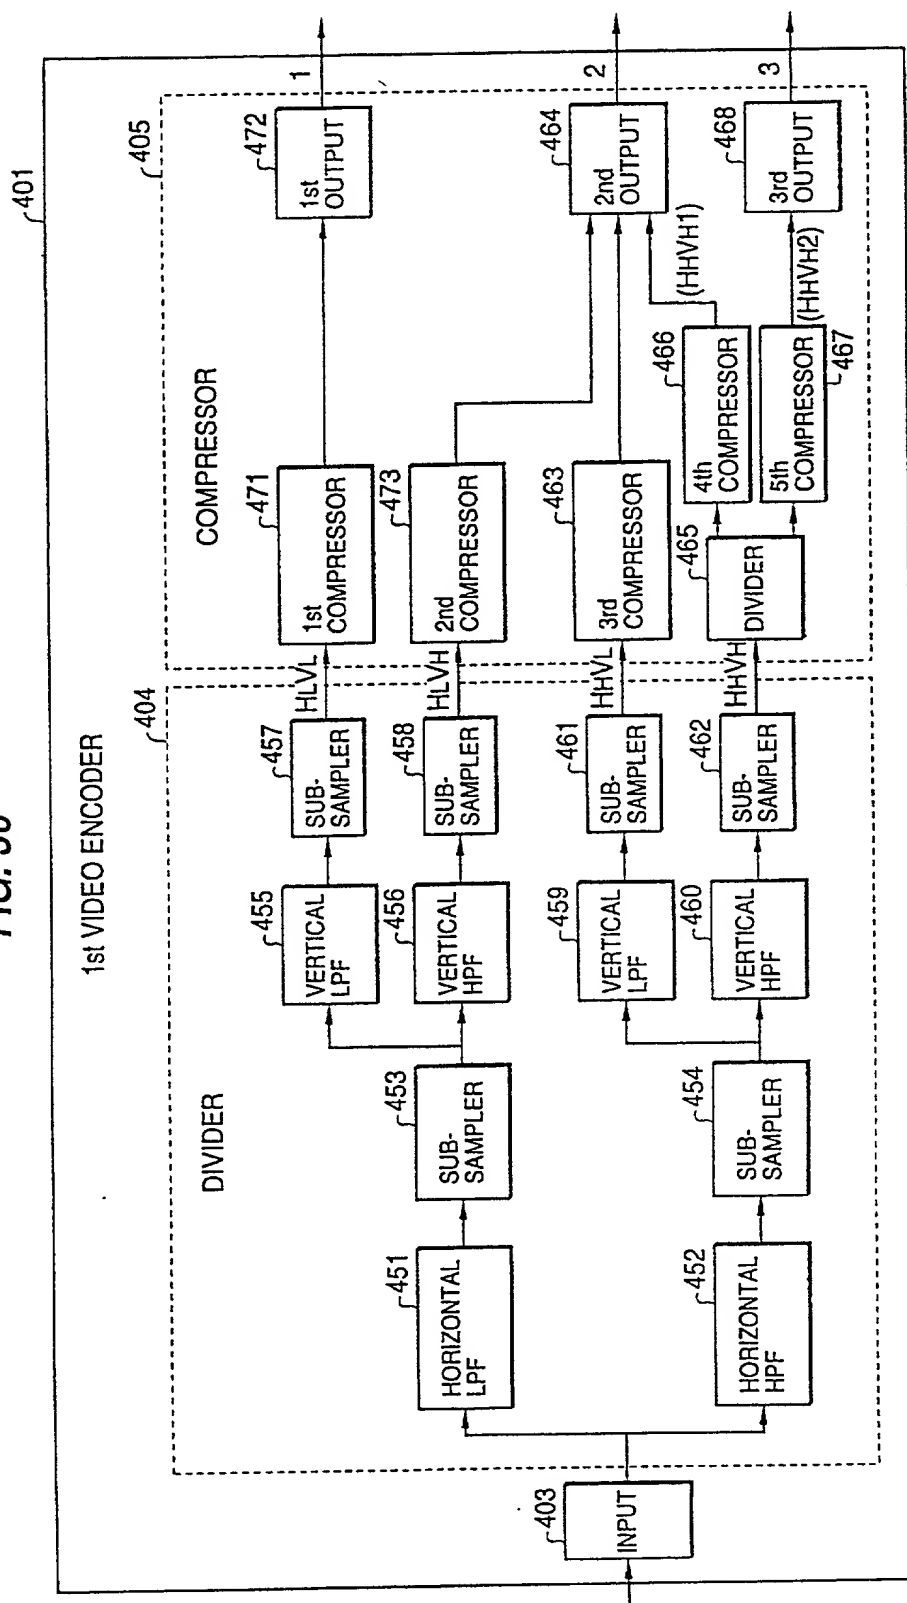 1st VIDEO ENCODER
401
403
INPUT
404
DIVIDER
451
HORIZONTAL
LPF
452
HORIZONTAL
HPF
453
SUB-
SAMPLER
454
SUB-
SAMPLER
455
VERTICAL
LPF
456
VERTICAL
HPF
459
VERTICAL
LPF
460
VERTICAL
HPF
457
SUB-
SAMPLER
458
SUB-
SAMPLER
461
SUB-
SAMPLER
462
SUB-
SAMPLER
HLVL
HLVH
HHVL
HHVH
405
COMPRESSOR
471
1st
COMPRESSOR
473
2nd
COMPRESSOR
463
3rd
COMPRESSOR
465
DIVIDER
466
4th
COMPRESSOR
5th
COMPRESSOR
467
(HHVH1)
(HHVH2)
472
1st
OUTPUT
464
2nd
OUTPUT
468
3rd
OUTPUT
1
2
3